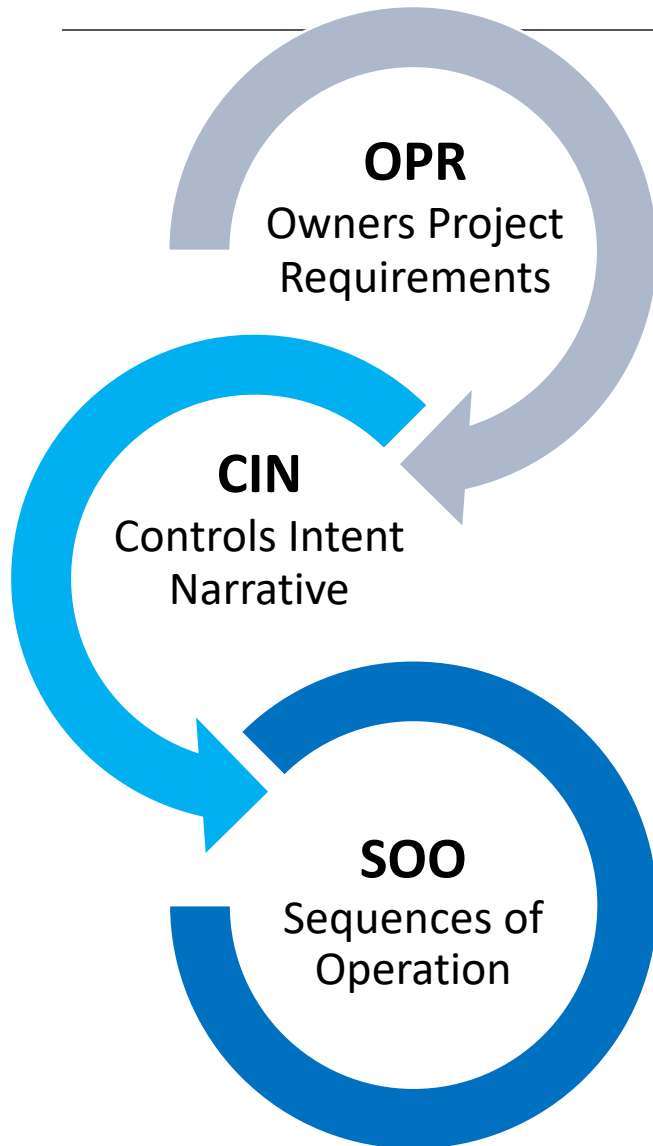 OPR
Owners Project
Requirements
CIN
Controls Intent
Narrative
SOO
Sequences of
Operation